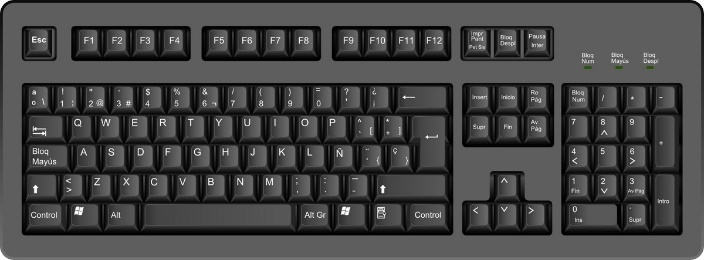 Esc F1 F2 F3 F4 F5 F6 F7 F8 F9 F10 F11 F12 Impr Pant Pet Sis Bloq Despl Pausa Inter
Bloq Num Bloq Mayús Bloq Despl
! 1 " 2 @ 3 # $ 4 % 5 & 6 ¬ / 7 ( 8 ) 9 = 0 ? ' ¿ ← Insert Inicio Re Pág Bloq Num / * -
Q W E R T Y U I O P ^ [ * + ] Supr Fin Av Pág 7 8 9 +
Bloq Mayús A S D F G H J K L Ñ { ç } 4 5 6
< > Z X C V B N M ; , : . _ - 1 Fin 2 3 Av Pág Intro
Control Alt Alt Gr Control 0 Ins . Supr